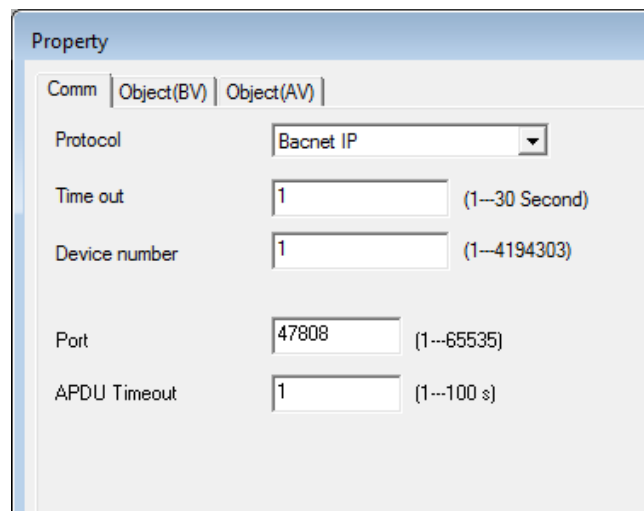 Property
Comm Object(BV) Object(AV)
Protocol Bacnet IP
Time out 1 (1---30 Second)
Device number 1 (1---4194303)
Port 47808 (1---65535)
APDU Timeout 1 (1---100 s)